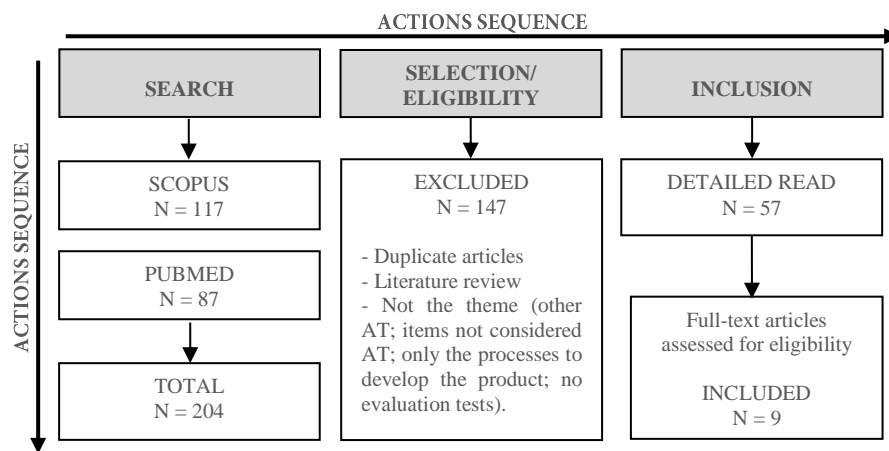 ACTIONS SEQUENCE
ACTIONS SEQUENCE
SEARCH
SCOPUS
N = 117
PUBMED
N = 87
TOTAL
N = 204
SELECTION/
ELIGIBILITY
EXCLUDED
N = 147
- Duplicate articles
- Literature review
- Not the theme (other
AT; items not considered
AT; only the processes to
develop the product; no
evaluation tests).
INCLUSION
DETAILED READ
N = 57
Full-text articles
assessed for eligibility
INCLUDED
N = 9